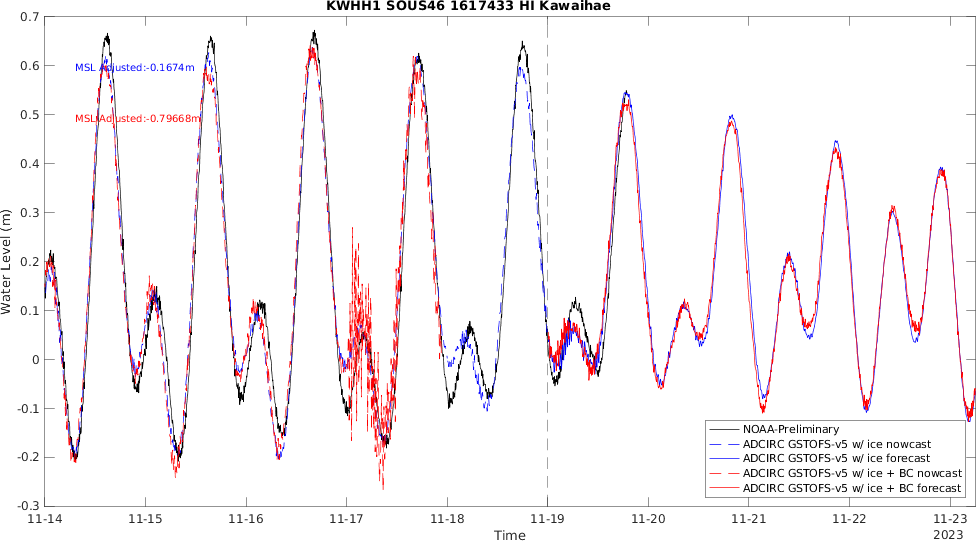 KWHH1 SOUS46 1617433 HI Kawaihae
0.7
0.6
0.5
0.4
0.3
0.2
0.1
0
-0.1
-0.2
-0.3
Water Level (m)
MSL Adjusted:-0.1674m
MSL Adjusted:-0.79668m
NOAA-Preliminary
ADCIRC GSTOFS-v5 w/ ice nowcast
ADCIRC GSTOFS-v5 w/ ice forecast
ADCIRC GSTOFS-v5 w/ ice + BC nowcast
ADCIRC GSTOFS-v5 w/ ice + BC forecast
11-14 11-15 11-16 11-17 11-18 11-19 11-20 11-21 11-22 11-23
Time
2023